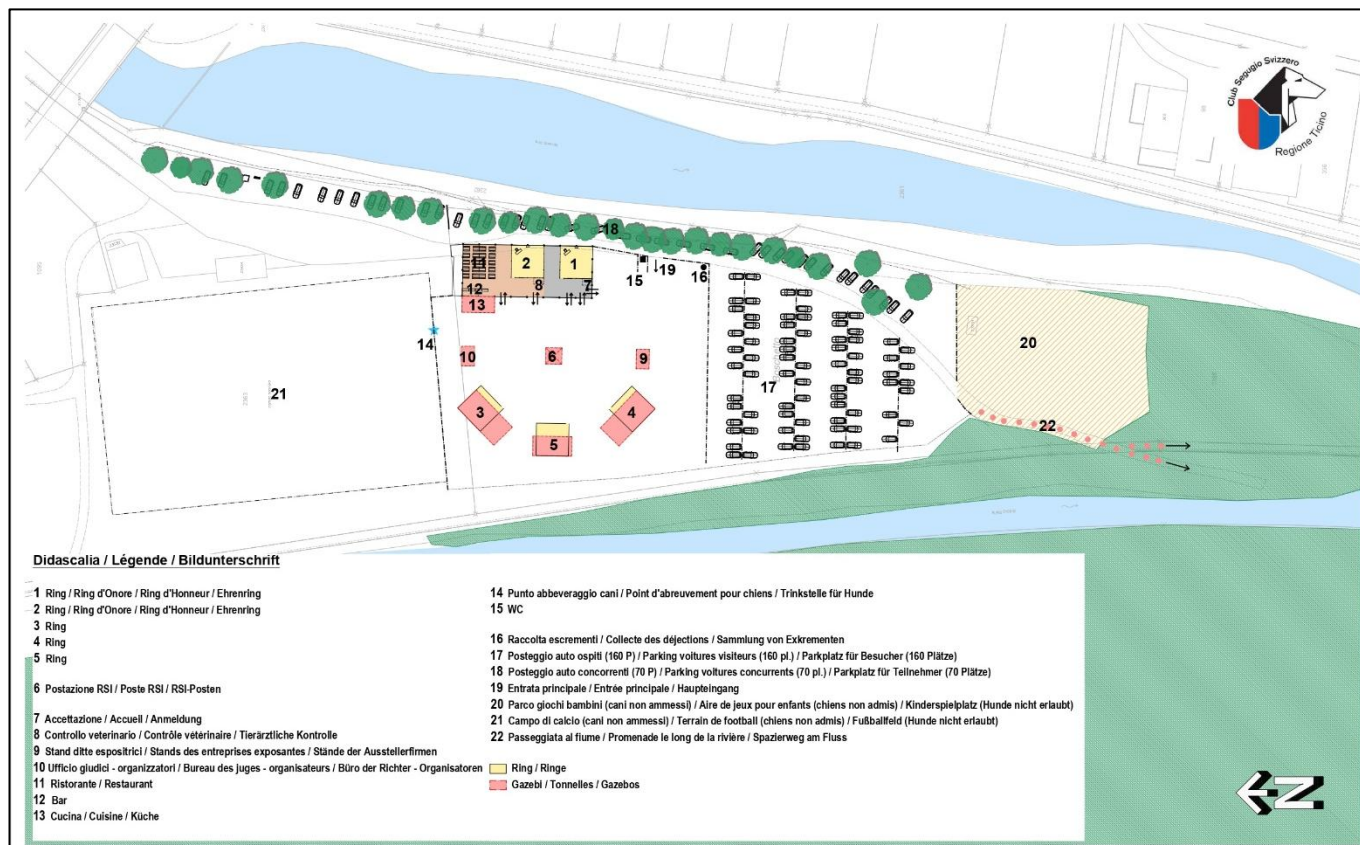 Club Segugio Svizzero
Regione Ticino
18
11
2
1
15
19
16
12
8
7
13
14
10
6
9
20
17
21
3
4
5
22
Didascalia / Légende / Bildunterschrift
1 Ring / Ring d'Onore / Ring d'Honneur / Ehrenring
2 Ring / Ring d'Onore / Ring d'Honneur / Ehrenring
3 Ring
4 Ring
5 Ring
6 Postazione RSI / Poste RSI / RSI-Posten
7 Accettazione / Accueil / Anmeldung
8 Controllo veterinario / Contrôle vétérinaire / Tierärztliche Kontrolle
9 Stand ditte espositrici / Stands des entreprises exposantes / Stände der Ausstellerfirmen
10 Ufficio giudici - organizzatori / Bureau des juges - organisateurs / Büro der Richter - Organisatoren
11 Ristorante / Restaurant
12 Bar
13 Cucina / Cuisine / Küche
14 Punto abbeveraggio cani / Point d'abreuvement pour chiens / Trinkstelle für Hunde
15 WC
16 Raccolta escrementi / Collecte des déjections / Sammlung von Exkrementen
17 Posteggio auto ospiti (160 P) / Parking voitures visiteurs (160 pl.) / Parkplatz für Besucher (160 Plätze)
18 Posteggio auto concorrenti (70 P) / Parking voitures concurrents (70 pl.) / Parkplatz für Teilnehmer (70 Plätze)
19 Entrata principale / Entrée principale / Haupteingang
20 Parco giochi bambini (cani non ammessi) / Aire de jeux pour enfants (chiens non admis) / Kinderspielplatz (Hunde nicht erlaubt)
21 Campo di calcio (cani non ammessi) / Terrain de football (chiens non admis) / Fußballfeld (Hunde nicht erlaubt)
22 Passeggiata al fiume / Promenade le long de la rivière / Spazierweg am Fluss
Ring / Ringe
Gazebi / Tonnelles / Gazebos